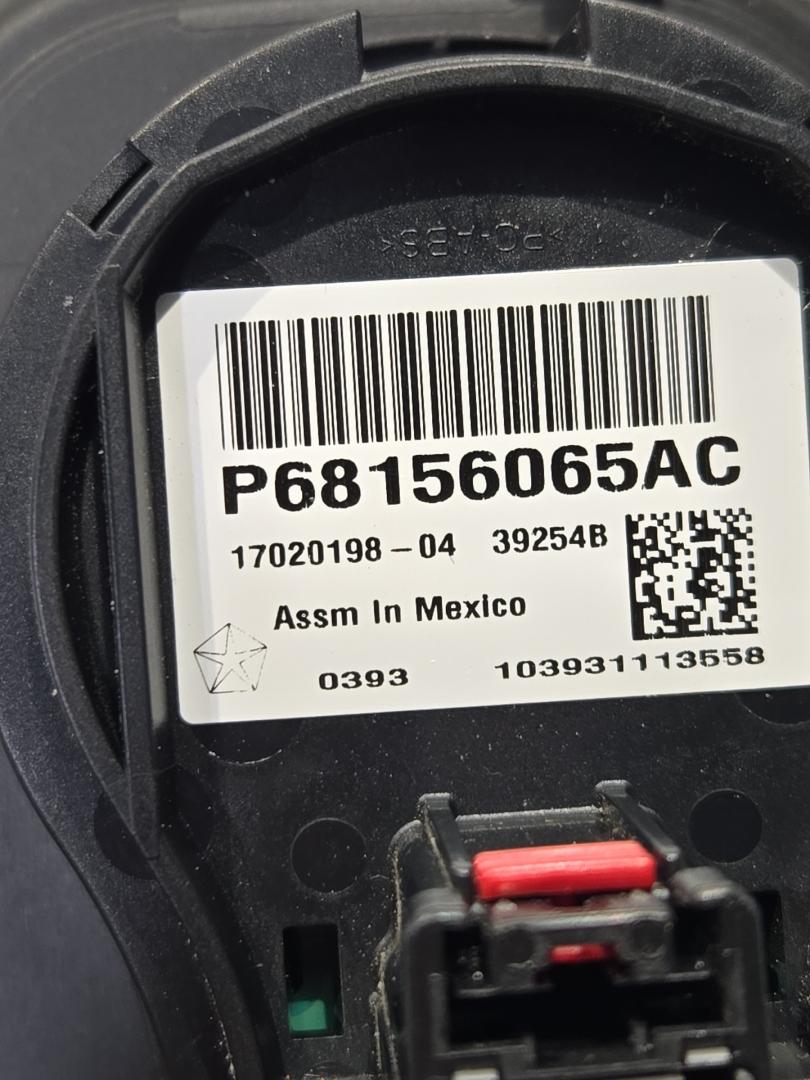 >PC-ABS<
P68156065AC
17020198-04 39254B
Assm In Mexico
0393 103931113558